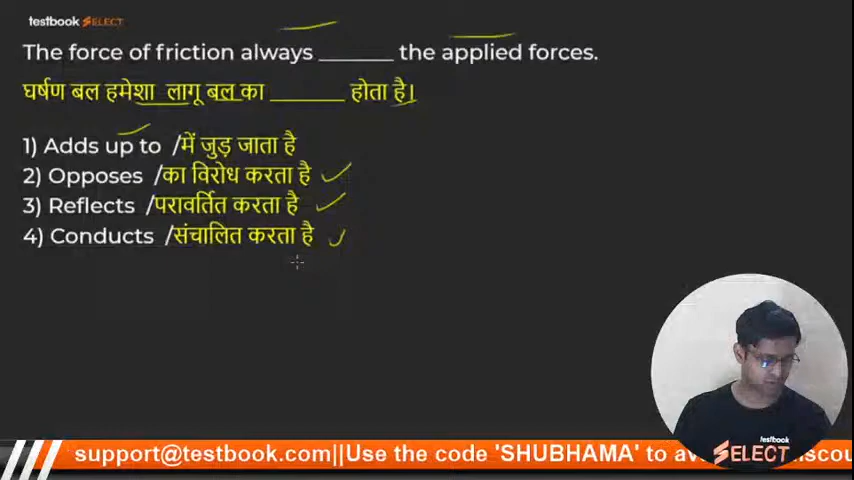 testbook SELECT
The force of friction always _______ the applied forces.
घर्षण बल हमेशा लागू बल का _______ होता है।
1) Adds up to /में जुड़ जाता है
2) Opposes /का विरोध करता है
3) Reflects /परावर्तित करता है
4) Conducts /संचालित करता है
testbook
SELECT
support@testbook.com||Use the code 'SHUBHAMA' to